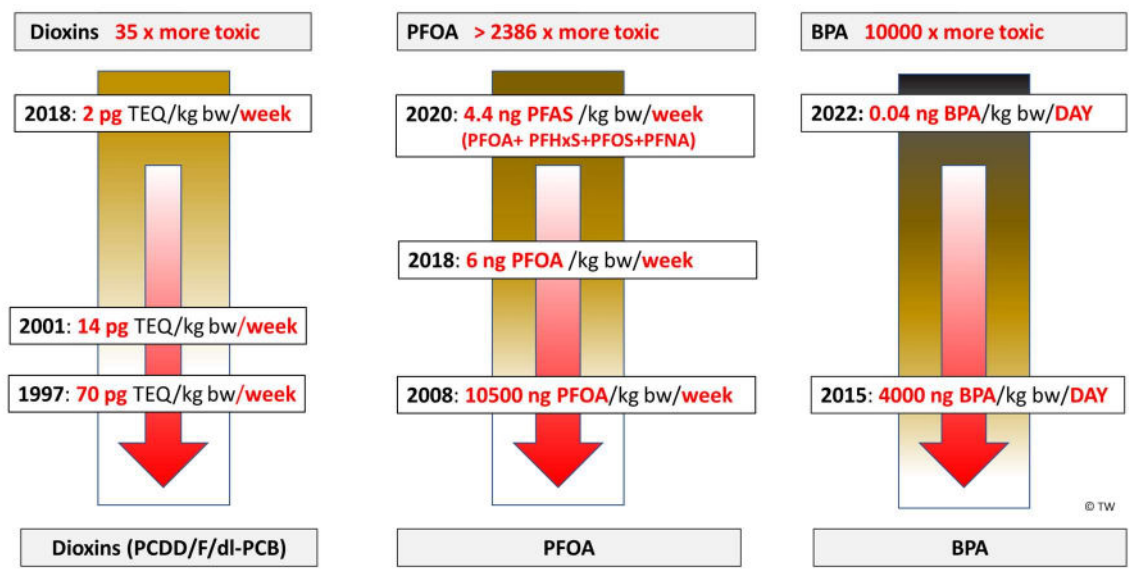 Dioxins 35 x more toxic
2018: 2 pg TEQ/kg bw/week
2001: 14 pg TEQ/kg bw/week
1997: 70 pg TEQ/kg bw/week
Dioxins (PCDD/F/dl-PCB)
PFOA > 2386 x more toxic
2020: 4.4 ng PFAS /kg bw/week
(PFOA+ PFHxS+PFOS+PFNA)
2018: 6 ng PFOA /kg bw/week
2008: 10500 ng PFOA/kg bw/week
PFOA
BPA 10000 x more toxic
2022: 0.04 ng BPA/kg bw/DAY
2015: 4000 ng BPA/kg bw/DAY
© TW
BPA